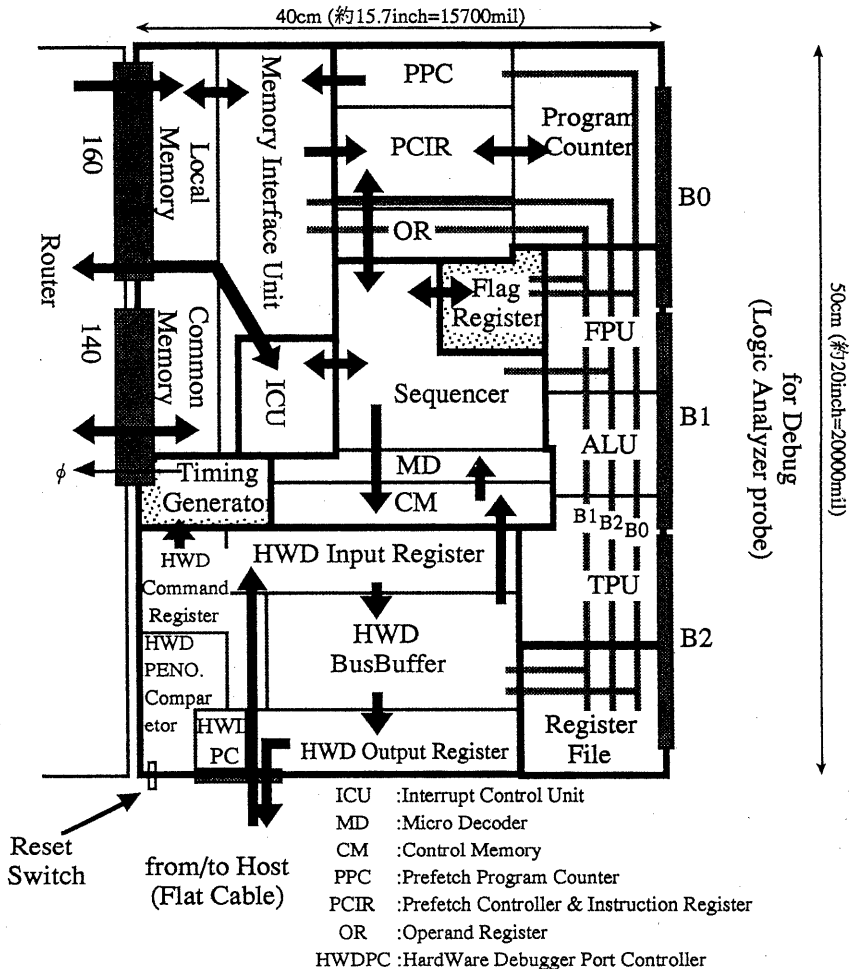 40cm (約15.7inch=15700mil)
50cm (約20inch=20000mil)
160
Local
Memory
Memory Interface Unit
PPC
PCIR
OR
Program
Counter
B0
Router
140
Common
Memory
ICU
Flag
Register
Sequencer
FPU
ALU
B1
for Debug
(Logic Analyzer probe)
φ
Timing
Generator
MD
CM
B1 B2 B0
TPU
B2
HWD
Command
Register
HWD Input Register
HWD
PENO.
Compar
etor
HWD
BusBuffer
HWD
PC
HWD Output Register
Register
File
Reset
Switch
from/to Host
(Flat Cable)
ICU :Interrupt Control Unit
MD :Micro Decoder
CM :Control Memory
PPC :Prefetch Program Counter
PCIR :Prefetch Controller & Instruction Register
OR :Operand Register
HWDPC :HardWare Debugger Port Controller